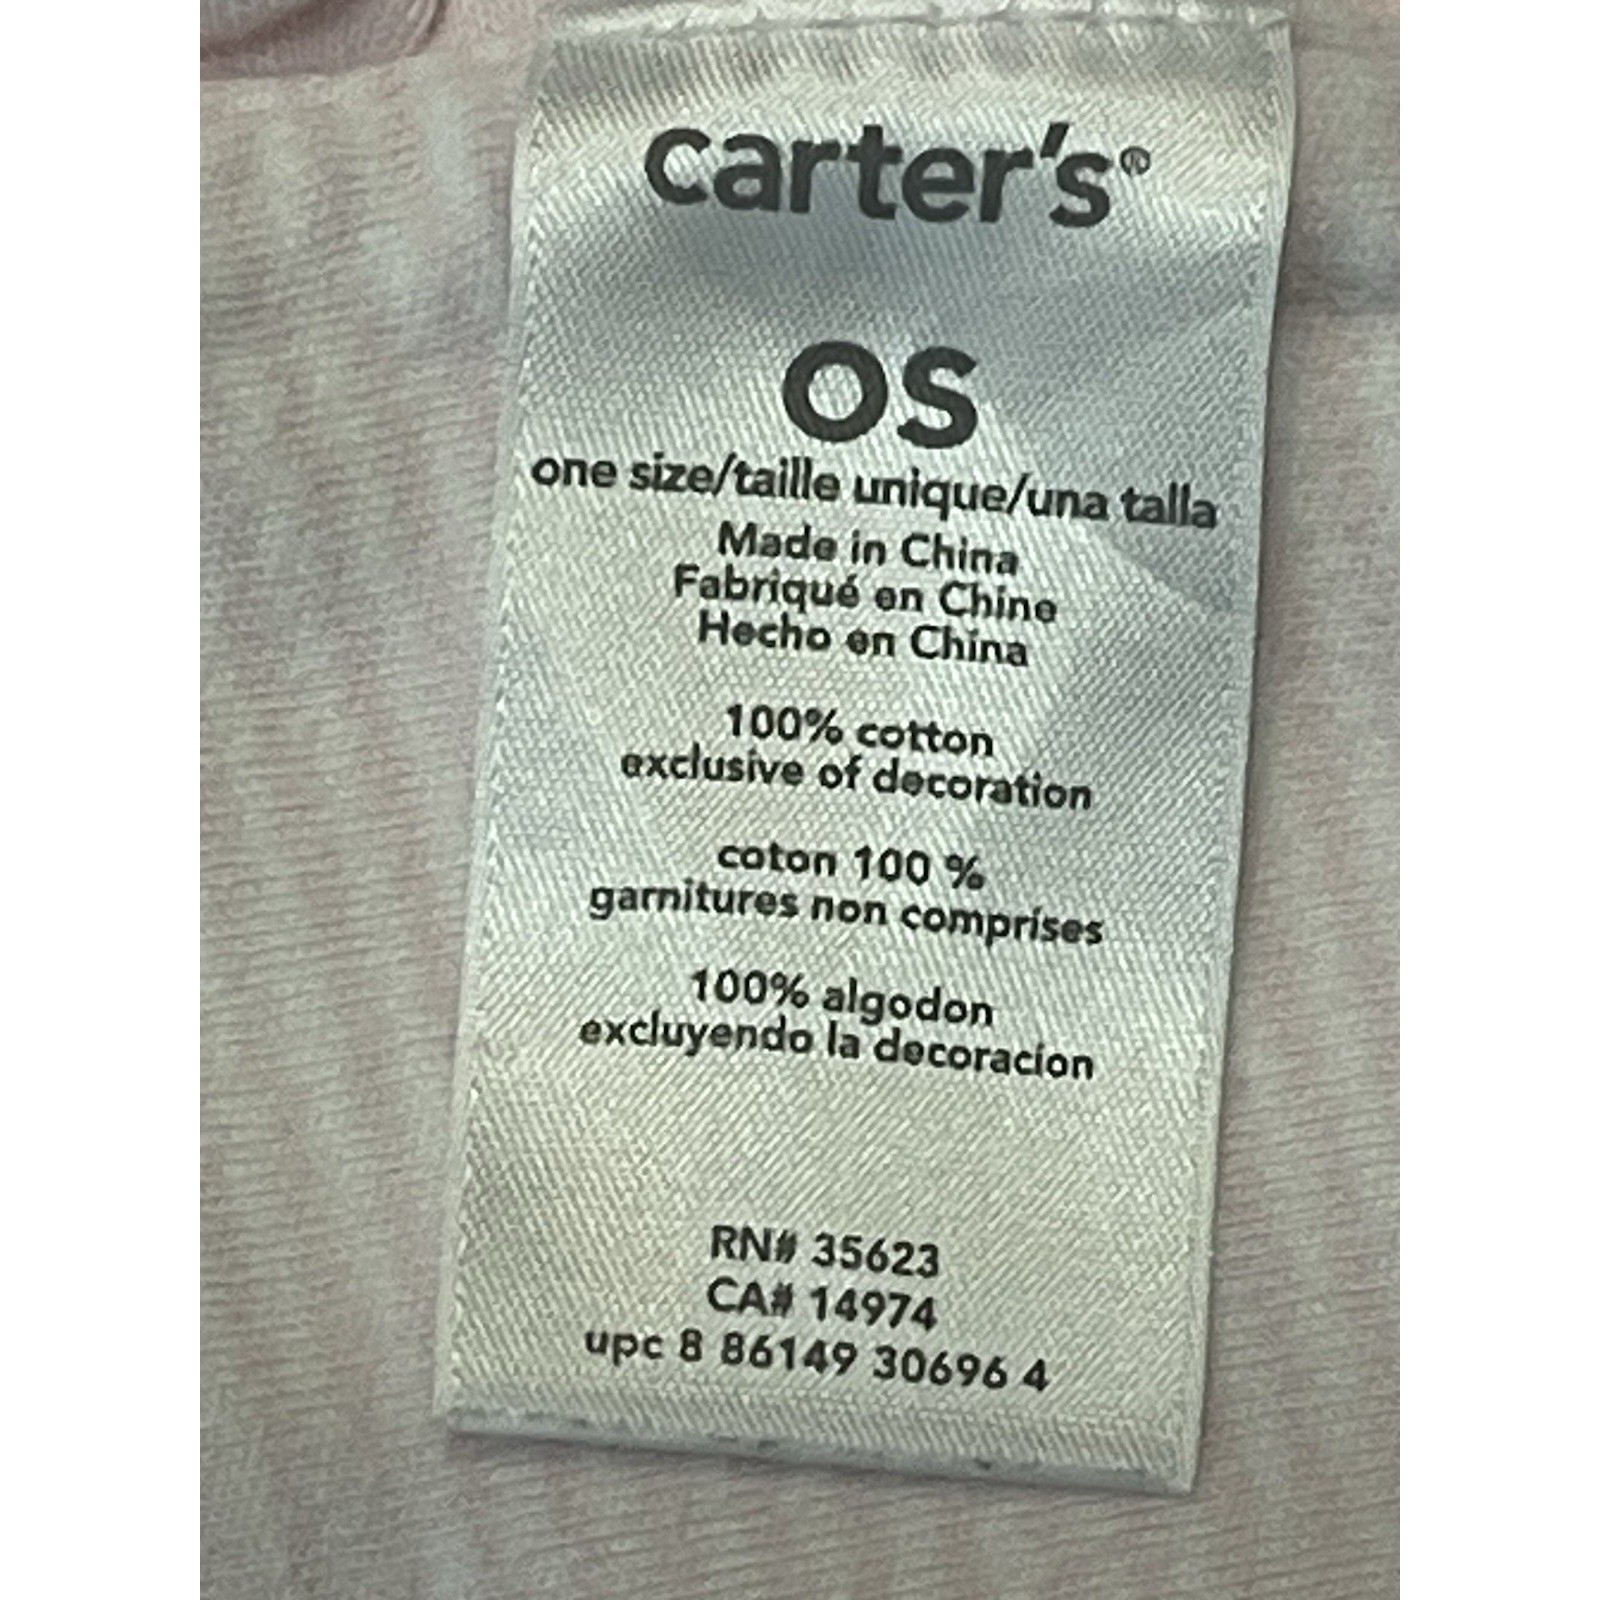 carter's®
OS
one size/taille unique/una talla
Made in China
Fabriqué en Chine
Hecho en China
100% cotton
exclusive of decoration
coton 100 %
garnitures non comprises
100% algodon
excluyendo la decoracion
RN# 35623
CA# 14974
upc 8 86149 30696 4